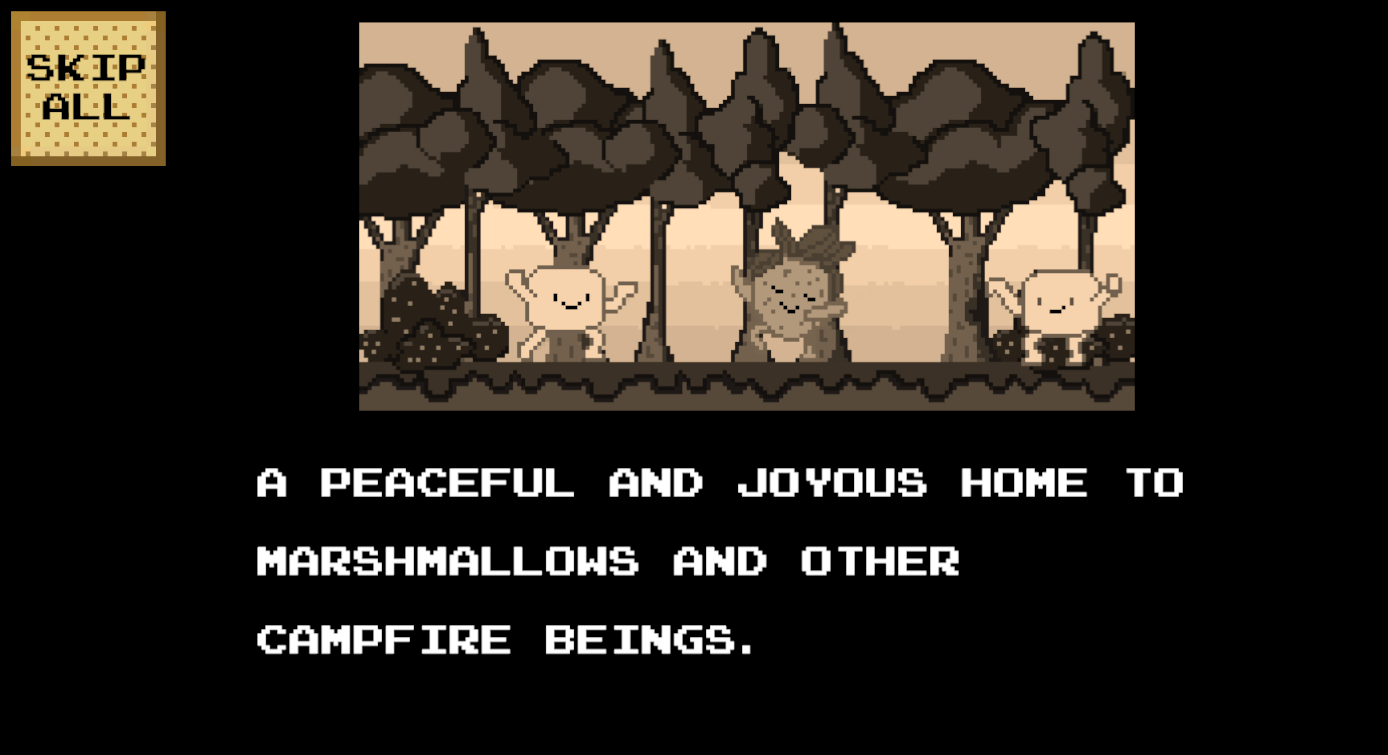 SKIP
ALL
A PEACEFUL AND JOYOUS HOME TO
MARSHMALLOWS AND OTHER
CAMPFIRE BEINGS.